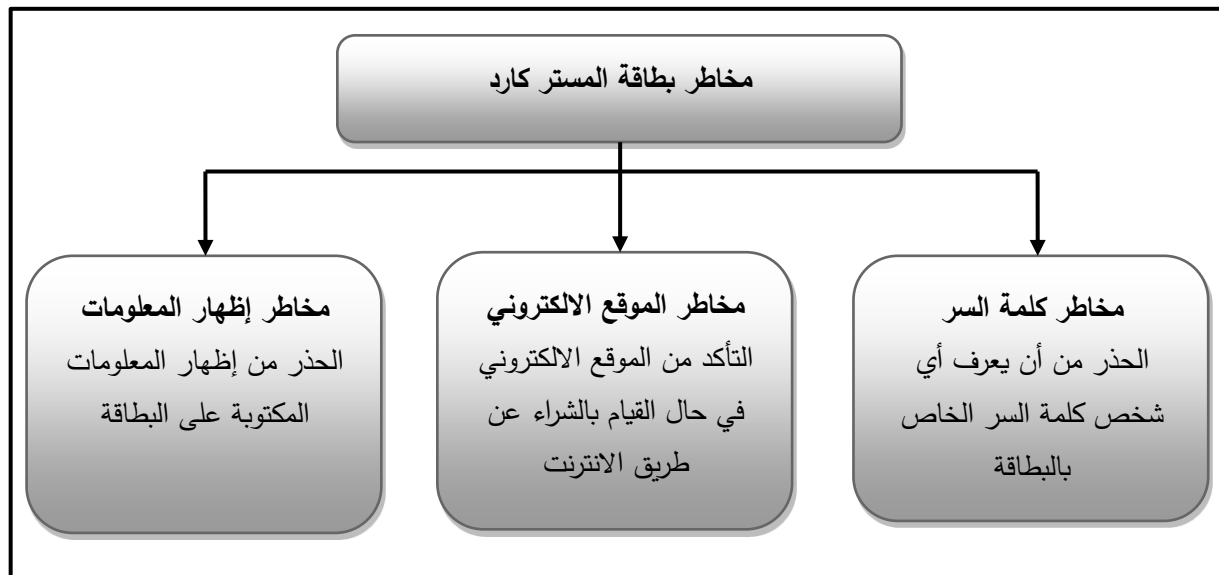 مخاطر بطاقة المستر كارد
مخاطر كلمة السر
الحذر من أن يعرف أي
شخص كلمة السر الخاص
بالبطاقة
مخاطر الموقع الالكتروني
التأكد من الموقع الالكتروني
في حال القيام بالشراء عن
طريق الانترنت
مخاطر إظهار المعلومات
الحذر من إظهار المعلومات
المكتوبة على البطاقة